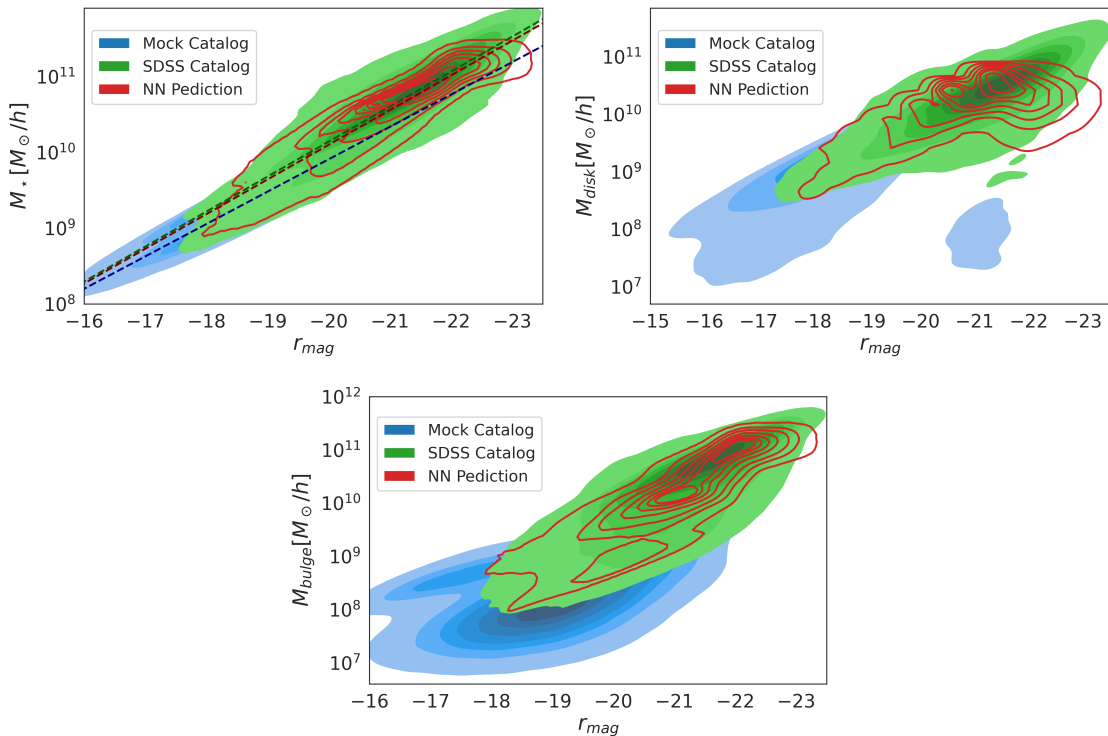 Mock Catalog
SDSS Catalog
NN Pediction
10^11
10^10
10^9
10^8
M⋆[M⊙/h]
−16 −17 −18 −19 −20 −21 −22 −23
r_mag
Mock Catalog
SDSS Catalog
NN Pediction
10^11
10^10
10^9
10^8
10^7
M_disk[M⊙/h]
−15 −16 −17 −18 −19 −20 −21 −22 −23
r_mag
Mock Catalog
SDSS Catalog
NN Pediction
10^12
10^11
10^10
10^9
10^8
10^7
M_bulge[M⊙/h]
−16 −17 −18 −19 −20 −21 −22 −23
r_mag